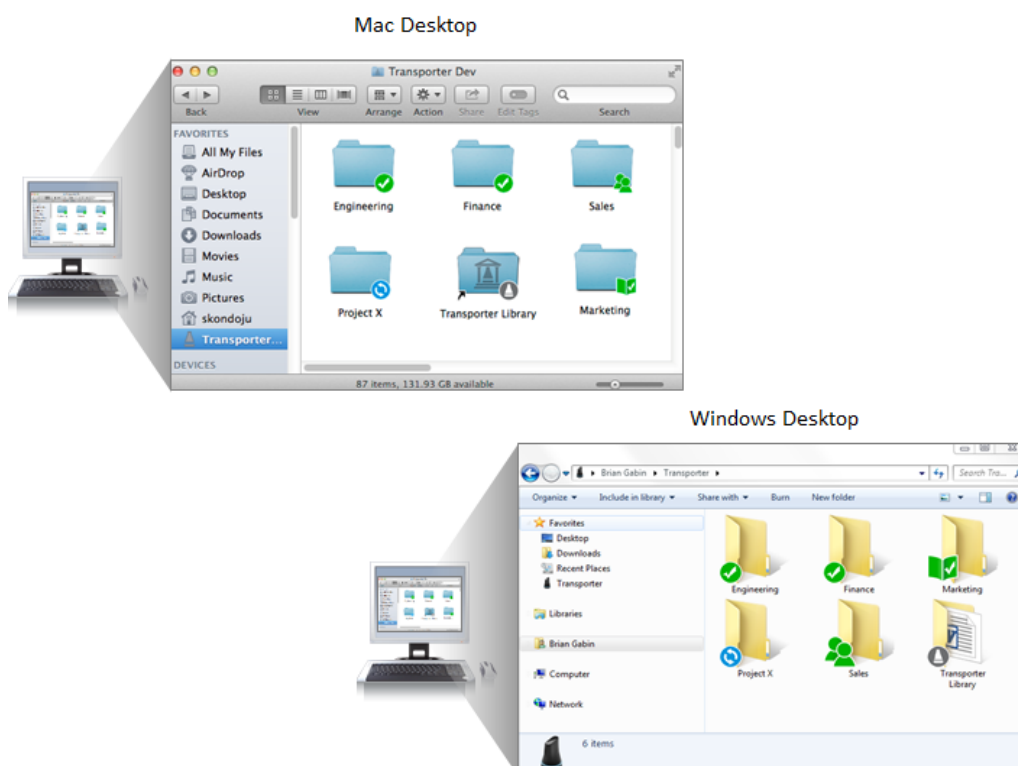 Mac Desktop
Transporter Dev
Back View Arrange Action Share Edit Tags Search
FAVORITES
All My Files
AirDrop
Desktop
Documents
Downloads
Movies
Music
Pictures
skondoju
Transporter...
DEVICES
Engineering Finance Sales
Project X Transporter Library Marketing
87 items, 131.93 GB available
Windows Desktop
Brian Gabin Transporter Search Tra...
Organize Include in library Share with Burn New folder
Favorites
Desktop
Downloads
Recent Places
Transporter
Libraries
Brian Gabin
Computer
Network
Engineering Finance Marketing
Project X Sales Transporter
Library
6 items